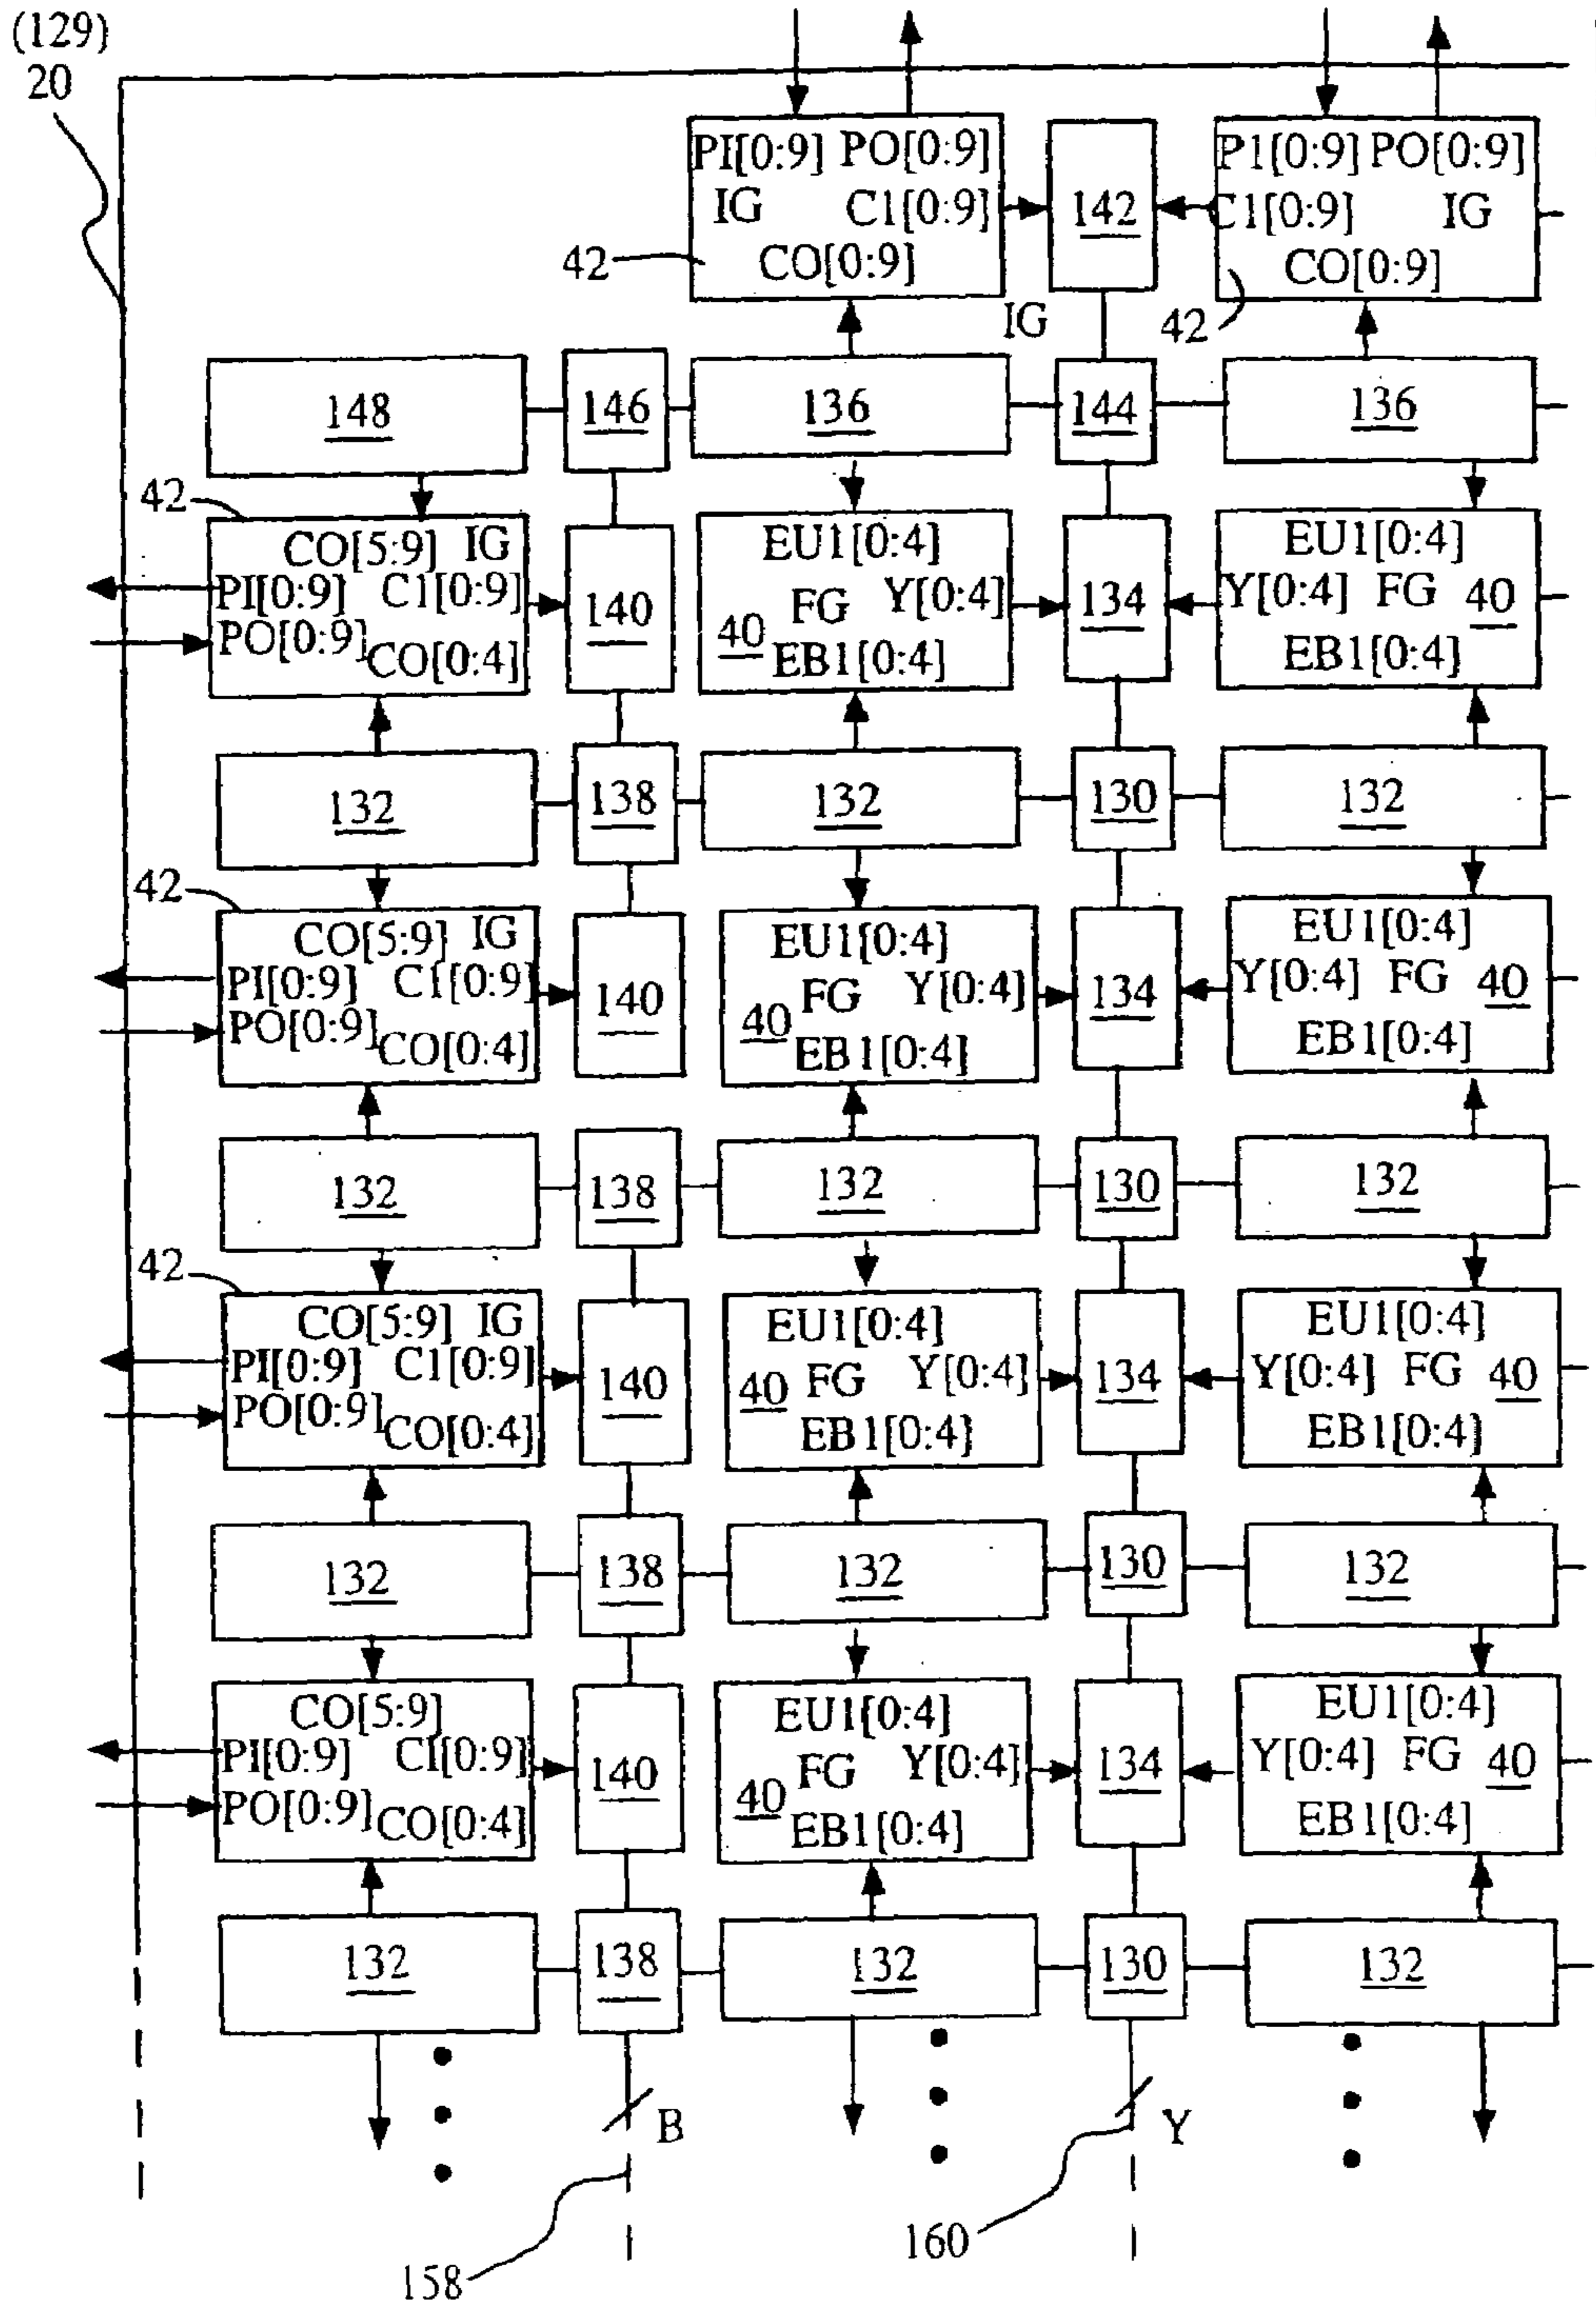 (129)
20
PI[0:9] PO[0:9]
IG C1[0:9]
CO[0:9]
42
142
P1[0:9] PO[0:9]
C1[0:9] IG
CO[0:9]
42
IG
148
146
136
144
136
42
CO[5:9] IG
PI[0:9] C1[0:9]
PO[0:9]
CO[0:4]
140
EU1[0:4]
FG Y[0:4]
40
EB1[0:4]
134
EU1[0:4]
Y[0:4] FG 40
EB1[0:4]
132
138
132
130
132
42
CO[5:9] IG
PI[0:9] C1[0:9]
PO[0:9]
CO[0:4]
140
EU1[0:4]
FG Y[0:4]
40
EB1[0:4]
134
EU1[0:4]
Y[0:4] FG 40
EB1[0:4]
132
138
132
130
132
42
CO[5:9] IG
PI[0:9] C1[0:9]
PO[0:9]
CO[0:4]
140
EU1[0:4]
40 FG Y[0:4]
EB1[0:4]
134
EU1[0:4]
Y[0:4] FG 40
EB1[0:4]
132
138
132
130
132
CO[5:9]
PI[0:9] CI[0:9]
PO[0:9]
CO[0:4]
140
EU1[0:4]
FG Y[0:4]
40
EB1[0:4]
134
EU1[0:4]
Y[0:4] FG 40
EB1[0:4]
132
138
132
130
132
B
Y
158
160